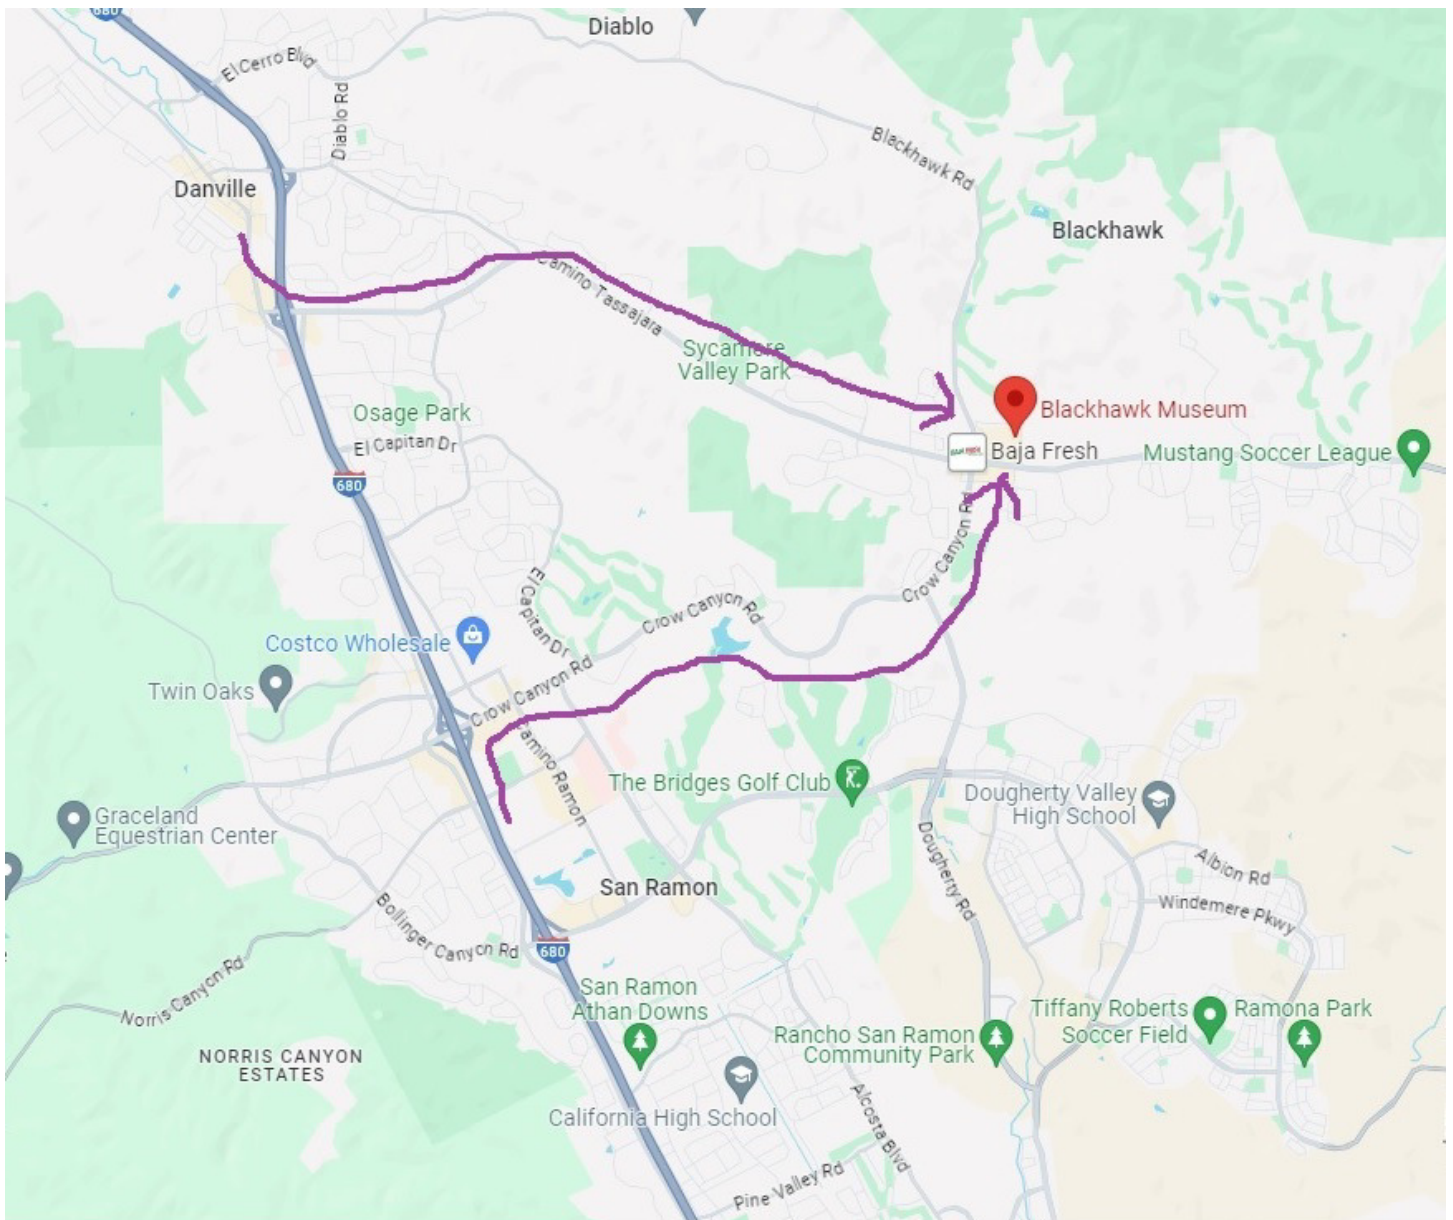 680
Diablo
El Cerro Blvd
Diablo Rd
Blackhawk Rd
Danville
Blackhawk
Camino Tassajara
Sycamore
Valley Park
Osage Park
El Capitan Dr
Blackhawk Museum
Baja Fresh
Mustang Soccer League
680
Crow Canyon Rd
El Capitan Dr
Crow Canyon Rd
Costco Wholesale
Twin Oaks
Crow Canyon Rd
Camino Ramon
The Bridges Golf Club
Dougherty Valley
High School
Graceland
Equestrian Center
Dougherty Rd
Albion Rd
Windemere Pkwy
San Ramon
Bollinger Canyon Rd
680
Norris Canyon Rd
San Ramon
Athan Downs
Rancho San Ramon
Community Park
Tiffany Roberts
Soccer Field
Ramona Park
NORRIS CANYON
ESTATES
California High School
Alcosta Blvd
Pine Valley Rd